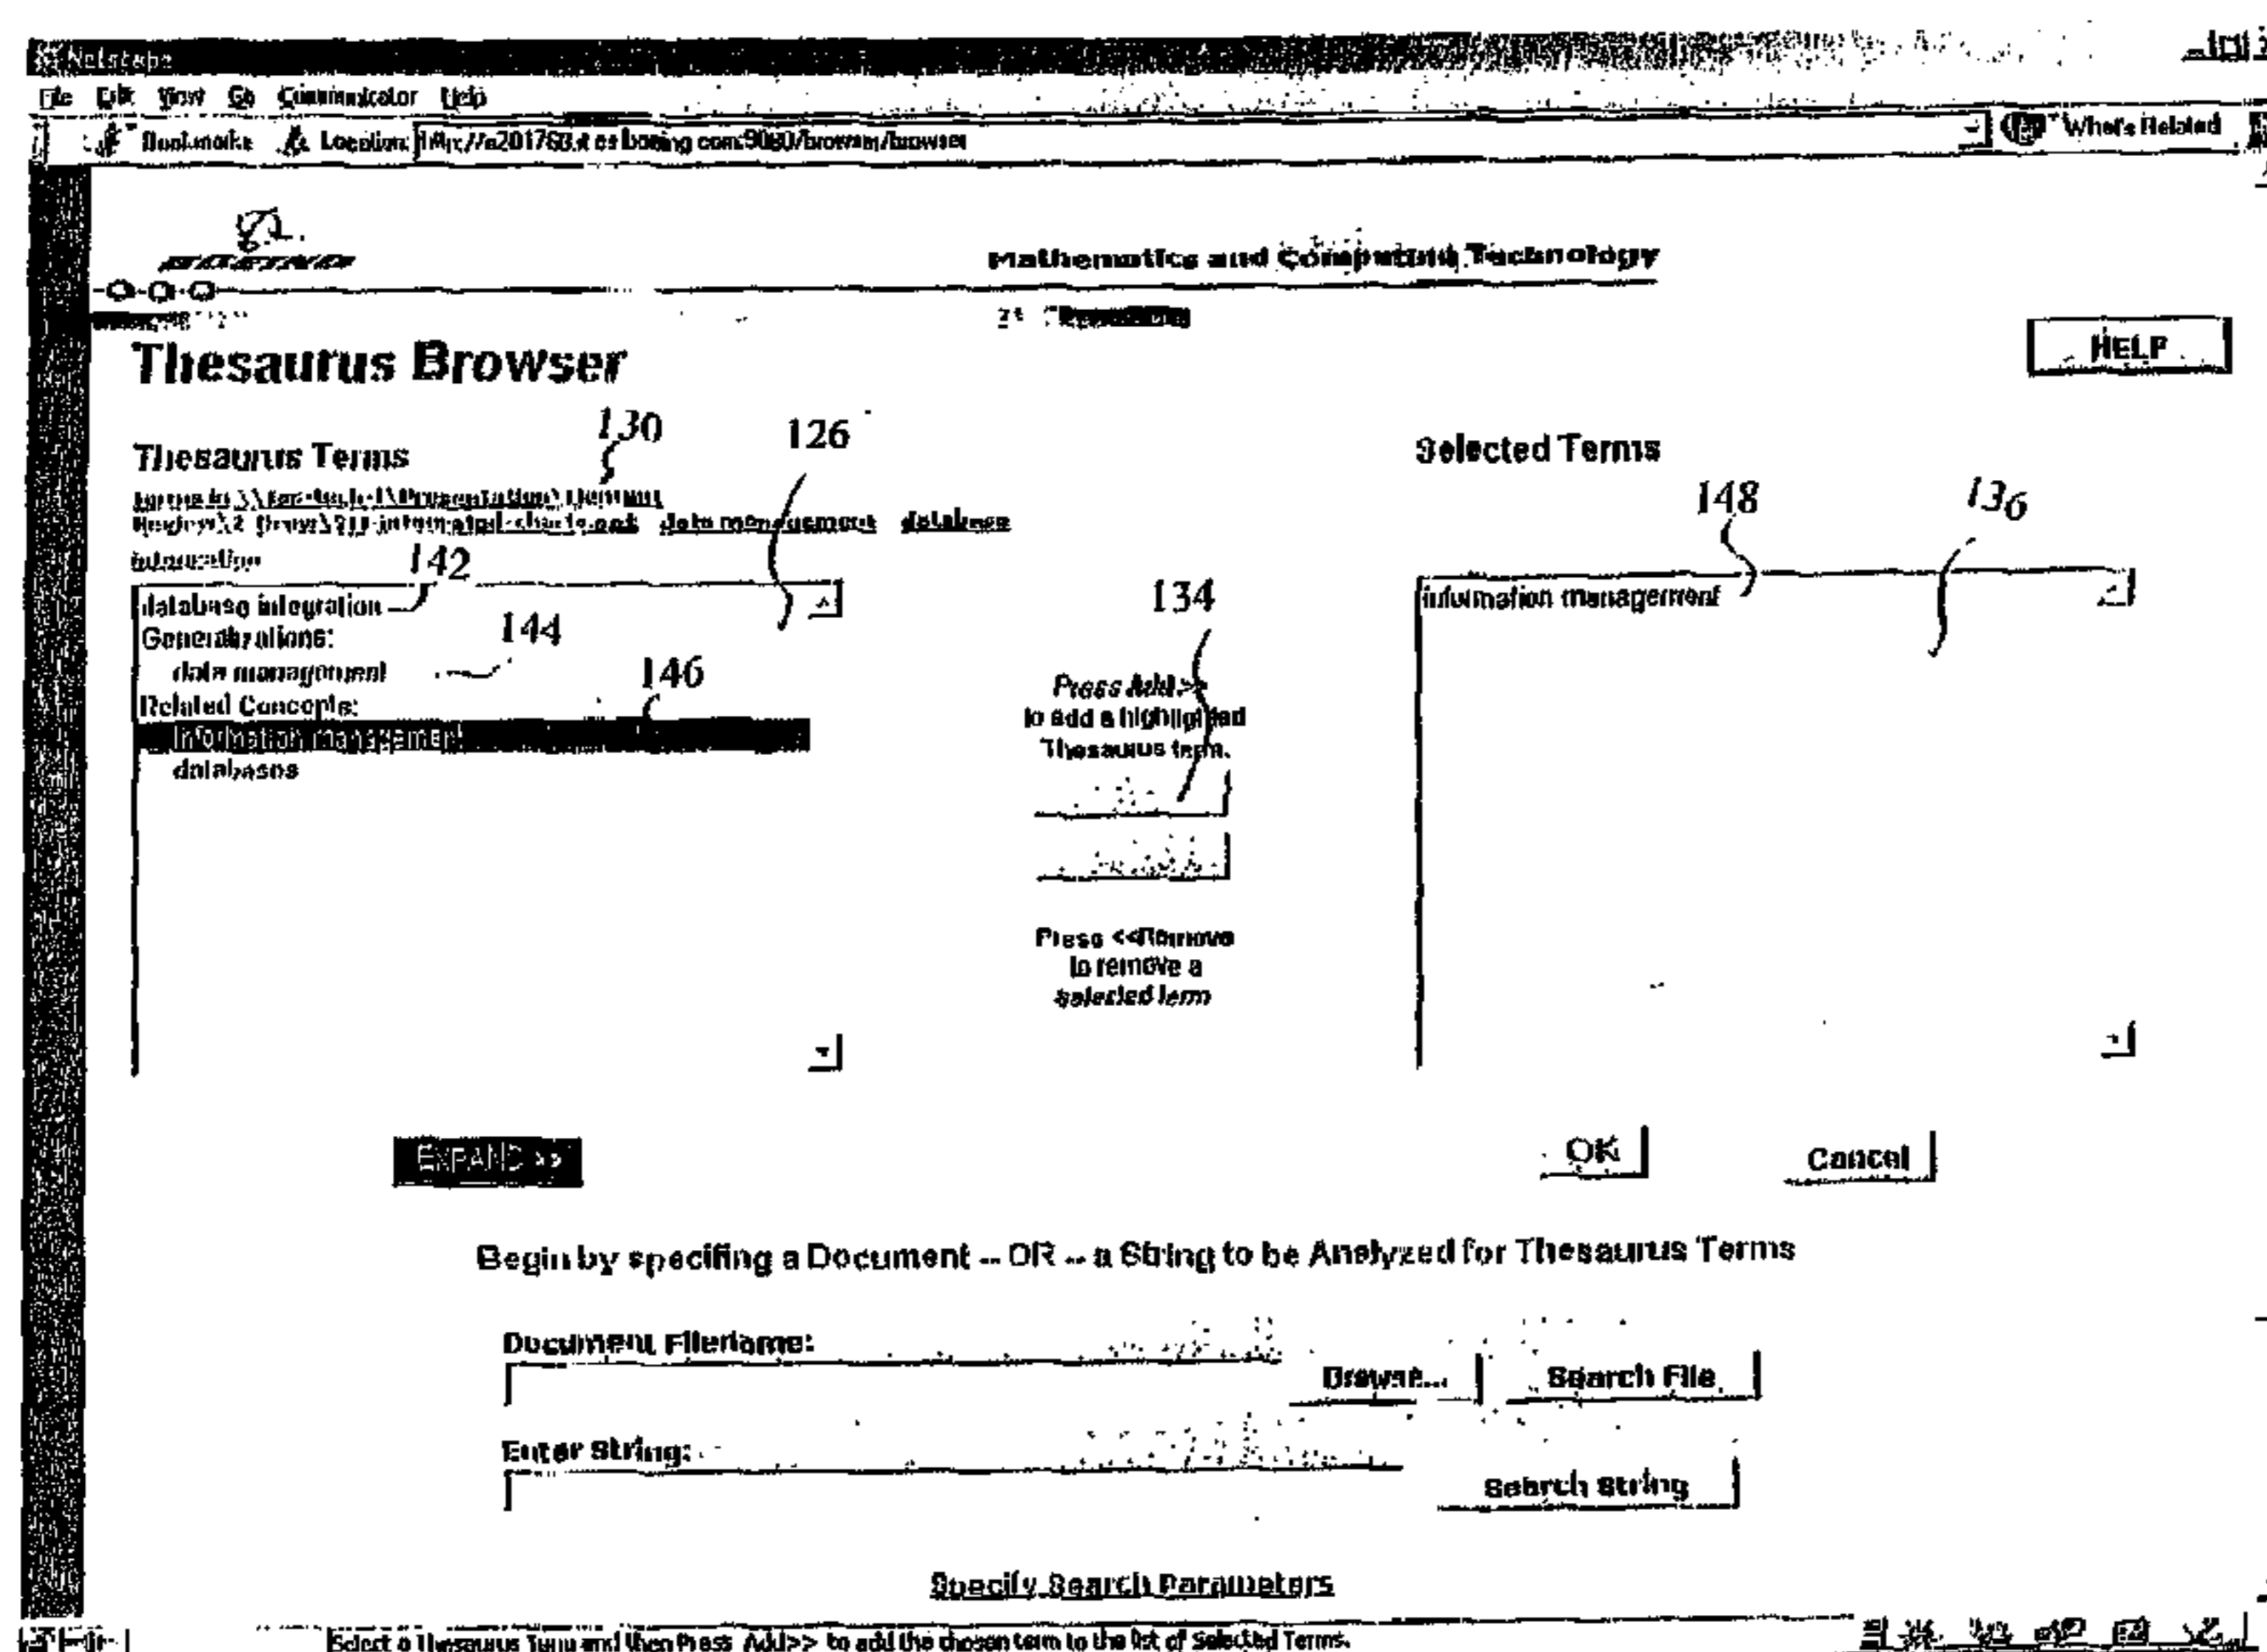 Netscape
File Edit View Go Communicator Help
Bookmarks Location: What's Related
Mathematics and Computing Technology
Thesaurus Browser
HELP
130
126
Thesaurus Terms
Selected Terms
148
136
data management database
integration
142
134
database integration
information management
Generalizations:
144
data management
146
Related Concepts:
information management
databases
Press Add >>
to add a highlighted
Thesaurus term.
Press <<Remove
to remove a
selected term
EXPAND >>
OK
Cancel
Begin by specifing a Document -- OR -- a String to be Analyzed for Thesaurus Terms
Document Filename:
Browse...
Search File
Enter String:
Search String
Specify Search Parameters
Select a Thesaurus Term and then Press Add>> to add the chosen term to the list of Selected Terms.